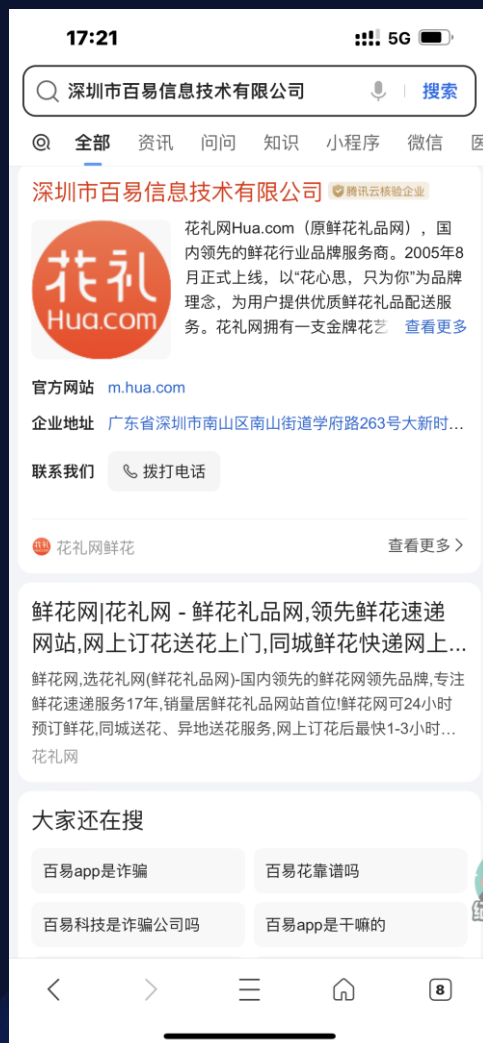 17:21
5G
深圳市百易信息技术有限公司
搜索
全部 资讯 问问 知识 小程序 微信 医
深圳市百易信息技术有限公司 腾讯云核验企业
花礼
Hua.com
花礼网Hua.com（原鲜花礼品网），国
内领先的鲜花行业品牌服务商。2005年8
月正式上线，以“花心思，只为你”为品牌
理念，为用户提供优质鲜花礼品配送服
务。花礼网拥有一支金牌花艺 查看更多
官方网站 m.hua.com
企业地址 广东省深圳市南山区南山街道学府路263号大新时...
联系我们 拨打电话
花礼网鲜花 查看更多
鲜花网|花礼网 - 鲜花礼品网,领先鲜花速递
网站,网上订花送花上门,同城鲜花快递网上...
鲜花网,选花礼网(鲜花礼品网)-国内领先的鲜花网领先品牌,专注
鲜花速递服务17年,销量居鲜花礼品网站首位!鲜花网可24小时
预订鲜花,同城送花、异地送花服务,网上订花后最快1-3小时...
花礼网
大家还在搜
百易app是诈骗 百易花靠谱吗
百易科技是诈骗公司吗 百易app是干嘛的
8